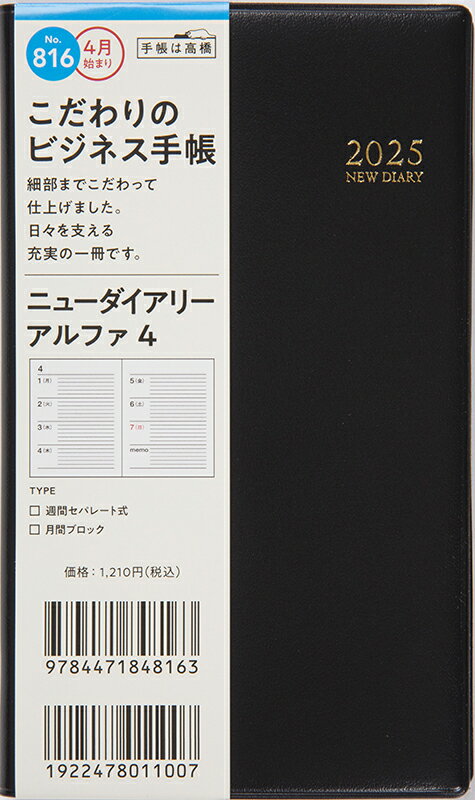 No.
816
4月
始まり
手帳は高橋
こだわりの
ビジネス手帳
細部までこだわって
仕上げました。
日々を支える
充実の一冊です。
ニューダイアリー
アルファ 4
4
1(月)
2(火)
3(水)
4(木)
5(金)
6(土)
7(日)
memo
TYPE
□ 週間セパレート式
□ 月間ブロック
価格:1,210円(税込)
9784471848163
1922478011007
2025
NEW DIARY